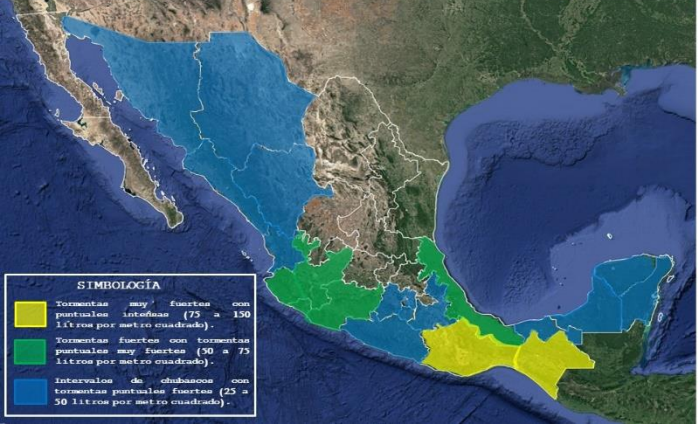 SIMBOLOGÍA
Tormentas muy fuertes con
puntuales intensas (75 a 150
litros por metro cuadrado).
Tormentas fuertes con tormentas
puntuales muy fuertes (50 a 75
litros por metro cuadrado).
Intervalos de chubascos con
tormentas puntuales fuertes (25 a
50 litros por metro cuadrado).